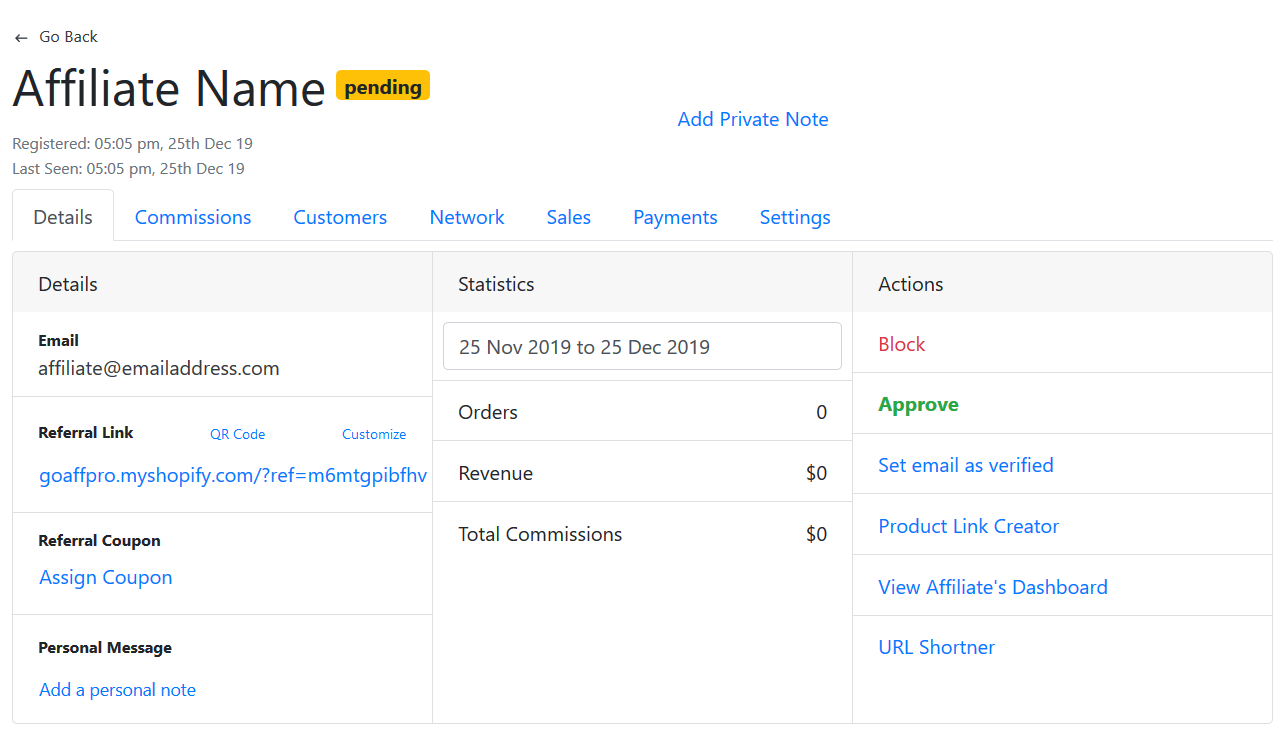 ← Go Back
Affiliate Name pending
Add Private Note
Registered: 05:05 pm, 25th Dec 19
Last Seen: 05:05 pm, 25th Dec 19
Details Commissions Customers Network Sales Payments Settings
Details
Email
affiliate@emailaddress.com
Referral Link QR Code Customize
goaffpro.myshopify.com/?ref=m6mtgpibfhv
Referral Coupon
Assign Coupon
Personal Message
Add a personal note
Statistics
25 Nov 2019 to 25 Dec 2019
Orders 0
Revenue $0
Total Commissions $0
Actions
Block
Approve
Set email as verified
Product Link Creator
View Affiliate's Dashboard
URL Shortner